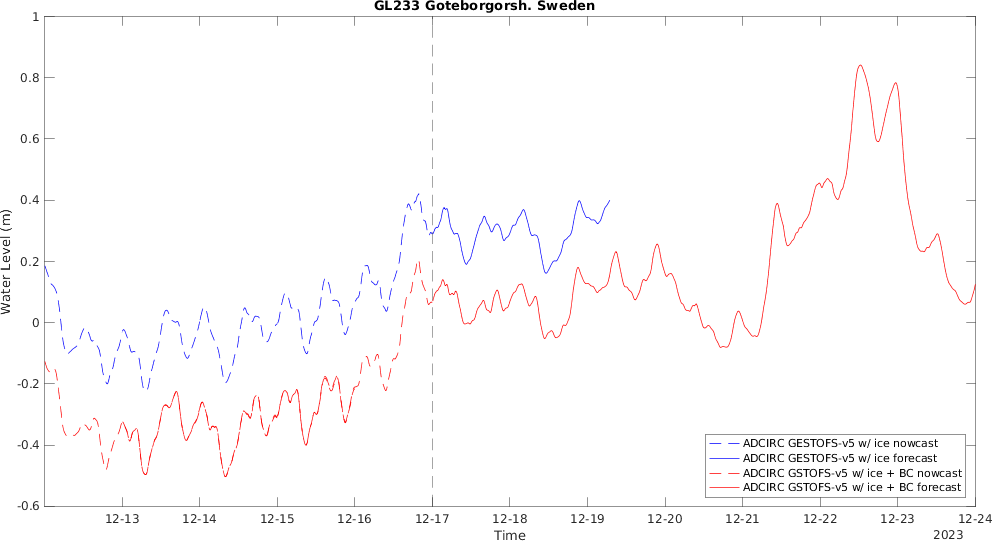 GL233 Goteborgorsh. Sweden
Water Level (m)
1
0.8
0.6
0.4
0.2
0
-0.2
-0.4
-0.6
ADCIRC GESTOFS-v5 w/ ice nowcast
ADCIRC GESTOFS-v5 w/ ice forecast
ADCIRC GSTOFS-v5 w/ ice + BC nowcast
ADCIRC GSTOFS-v5 w/ ice + BC forecast
12-13 12-14 12-15 12-16 12-17 12-18 12-19 12-20 12-21 12-22 12-23 12-24
Time
2023